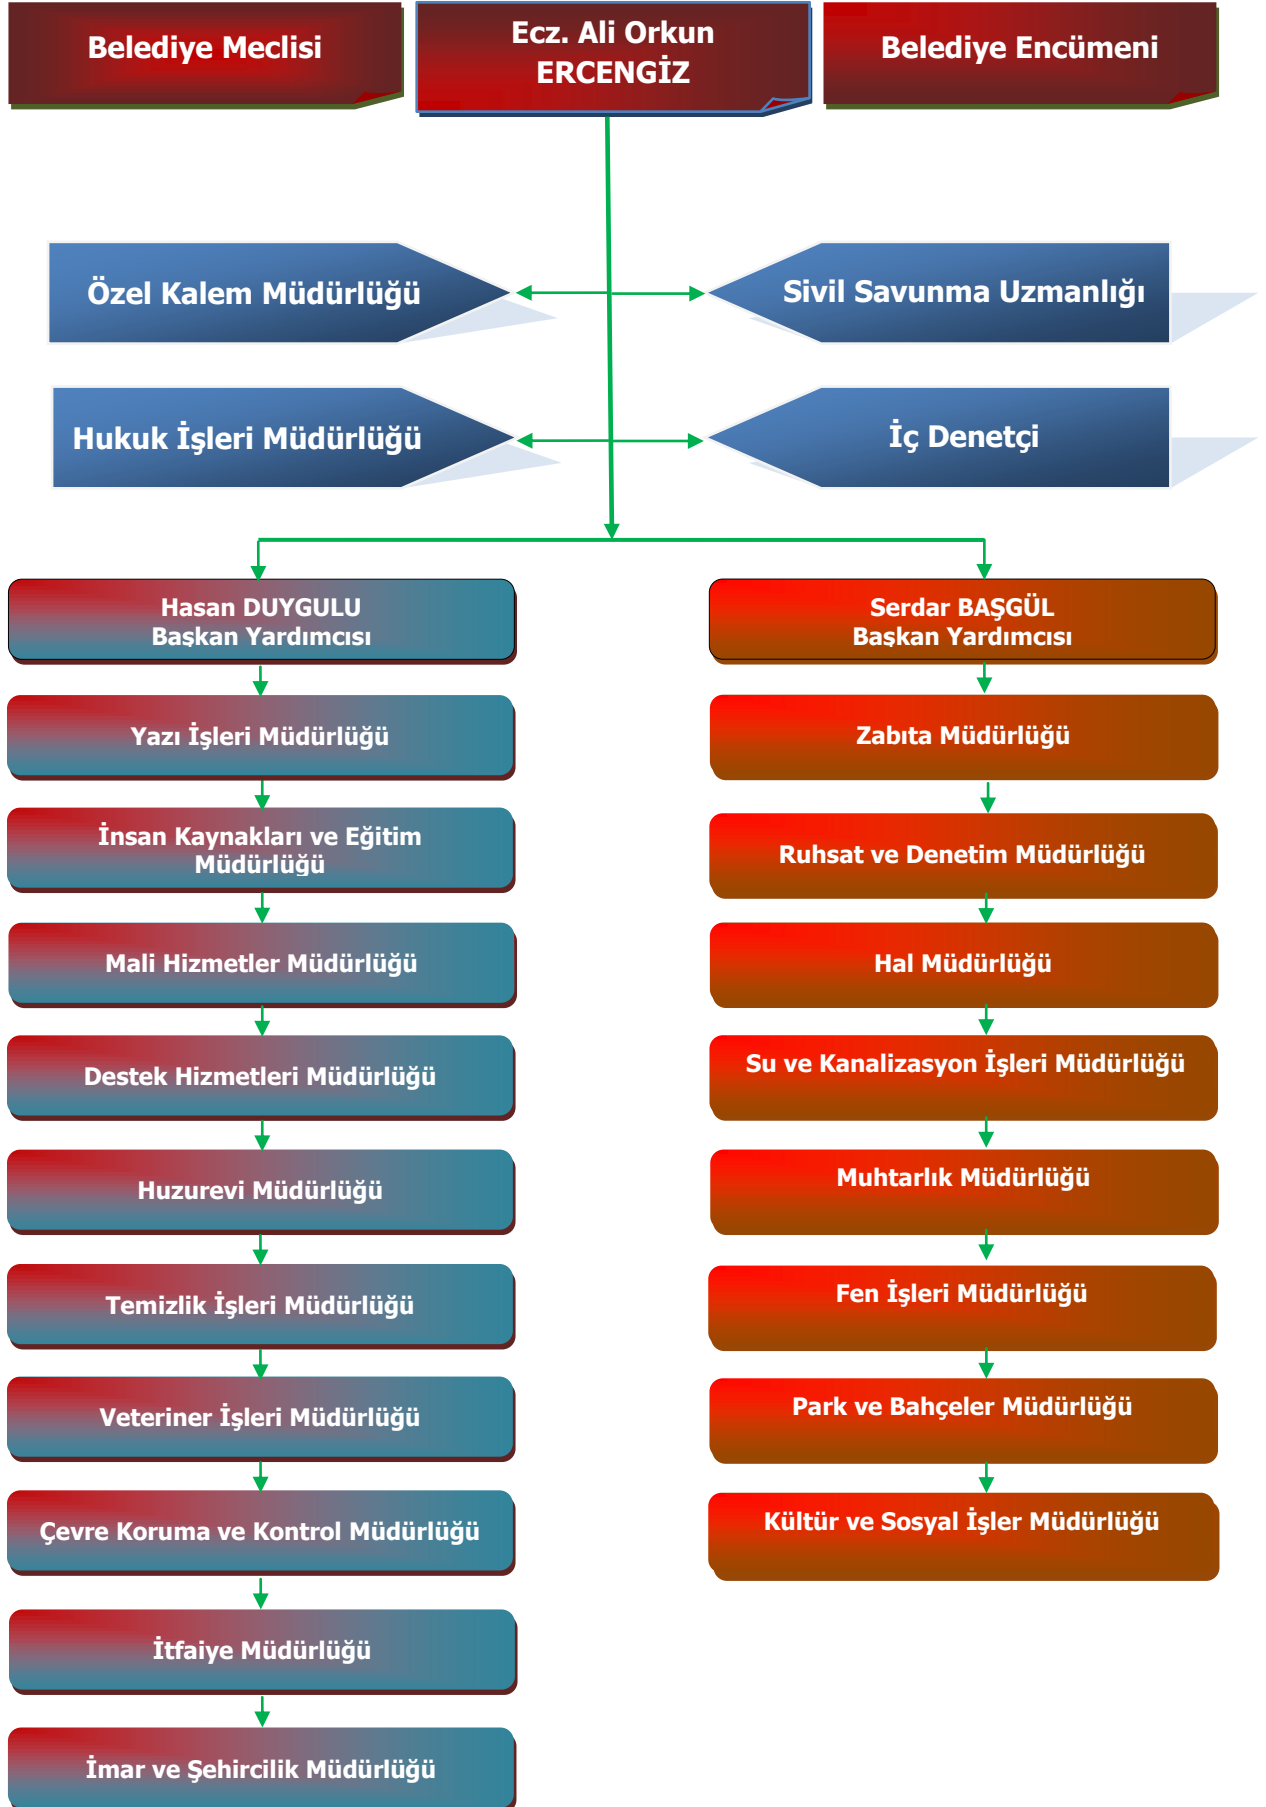 Belediye Meclisi
Ecz. Ali Orkun
ERCENGİZ
Belediye Encümeni
Özel Kalem Müdürlüğü
Sivil Savunma Uzmanlığı
Hukuk İşleri Müdürlüğü
İç Denetçi
Hasan DUYGULU
Başkan Yardımcısı
Yazı İşleri Müdürlüğü
İnsan Kaynakları ve Eğitim
Müdürlüğü
Mali Hizmetler Müdürlüğü
Destek Hizmetleri Müdürlüğü
Huzurevi Müdürlüğü
Temizlik İşleri Müdürlüğü
Veteriner İşleri Müdürlüğü
Çevre Koruma ve Kontrol Müdürlüğü
İtfaiye Müdürlüğü
İmar ve Şehircilik Müdürlüğü
Serdar BAŞGÜL
Başkan Yardımcısı
Zabıta Müdürlüğü
Ruhsat ve Denetim Müdürlüğü
Hal Müdürlüğü
Su ve Kanalizasyon İşleri Müdürlüğü
Muhtarlık Müdürlüğü
Fen İşleri Müdürlüğü
Park ve Bahçeler Müdürlüğü
Kültür ve Sosyal İşler Müdürlüğü